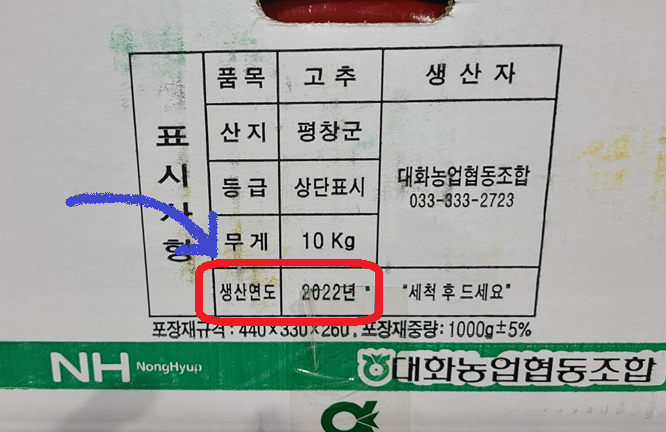 표시사항
품목 고추 생산자
산지 평창군
등급 상단표시
대화농업협동조합
033-333-2723
무게 10 Kg
생산연도 2022년 "세척 후 드세요"
포장재규격 : 440×330×260, 포장재중량 : 1000g±5%
NH NongHyup 대화농업협동조합